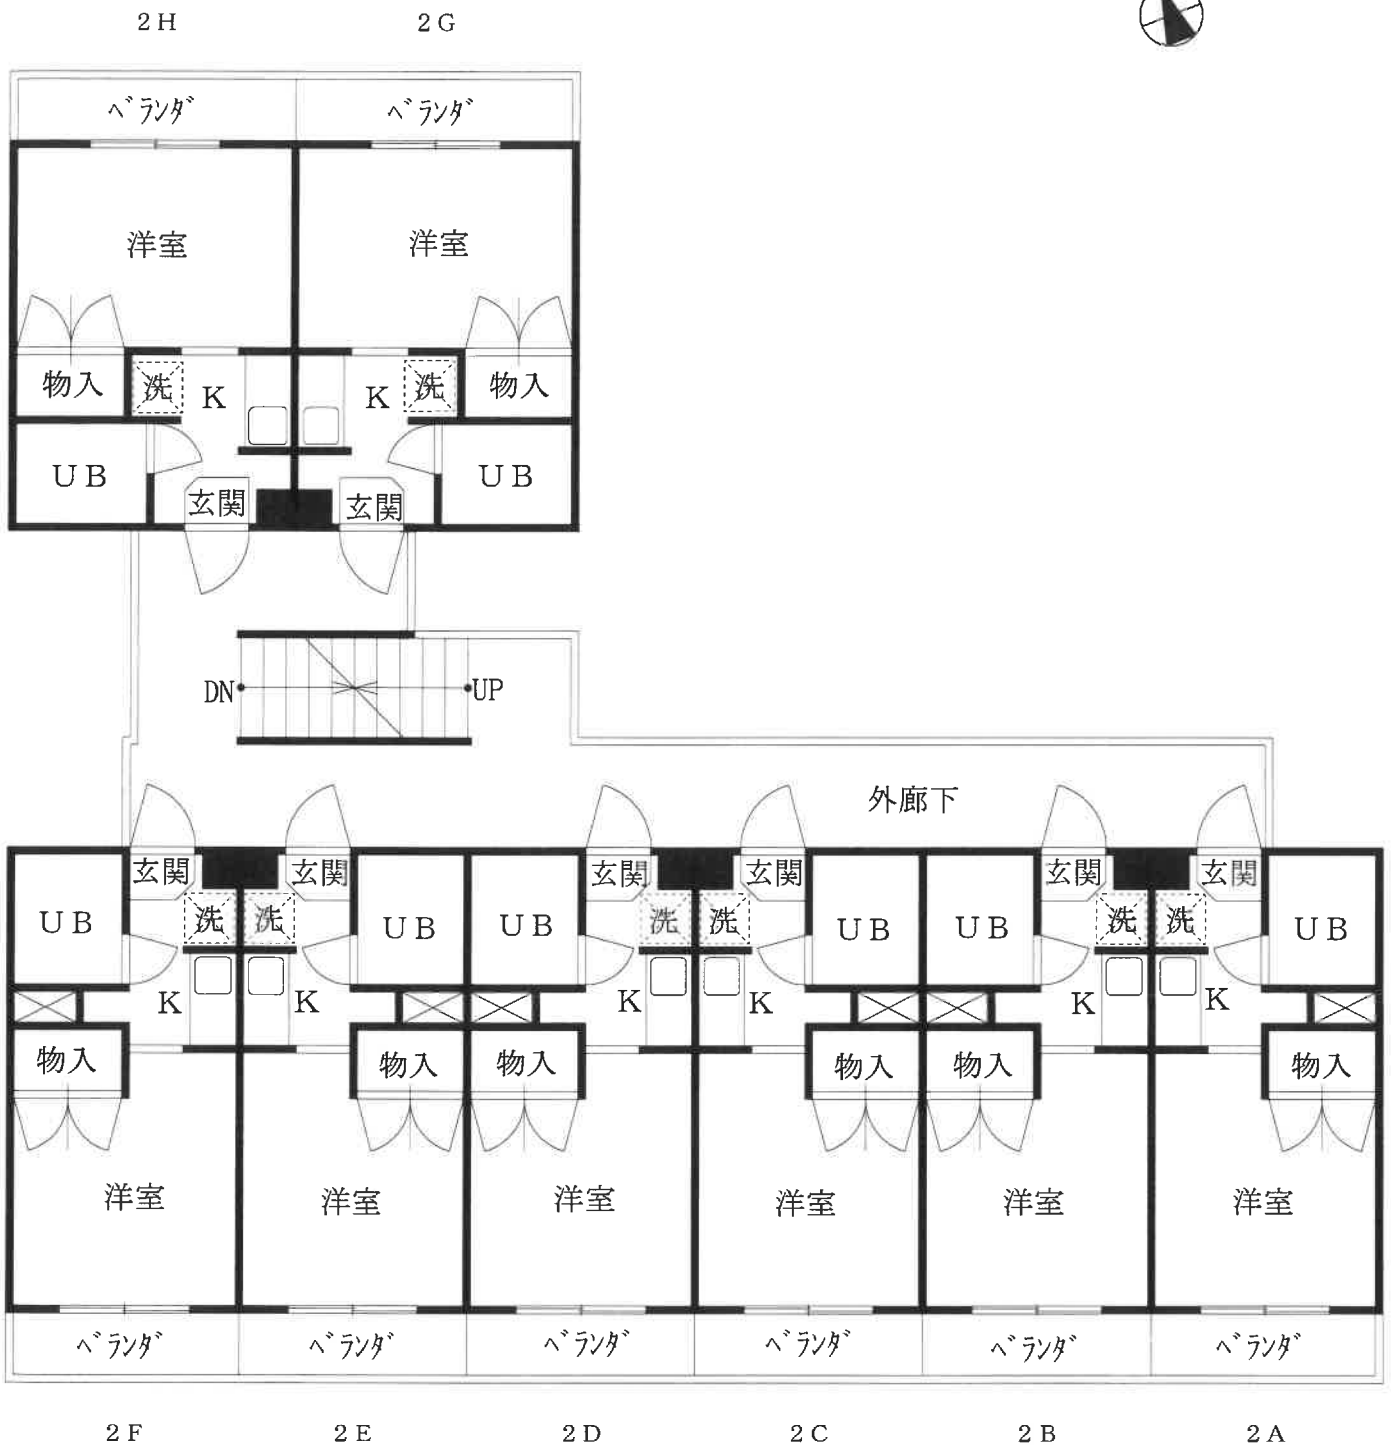 2H 2G
ベランダ ベランダ
洋室 洋室
物入 洗 K K 洗 物入
UB 玄関 玄関 UB
DN UP
外廊下
玄関 玄関 玄関 玄関 玄関 玄関
UB 洗 洗 UB UB 洗 洗 UB UB 洗 洗 UB
K K K K K K
物入 物入 物入 物入 物入 物入
洋室 洋室 洋室 洋室 洋室 洋室
ベランダ ベランダ ベランダ ベランダ ベランダ ベランダ
2F 2E 2D 2C 2B 2A